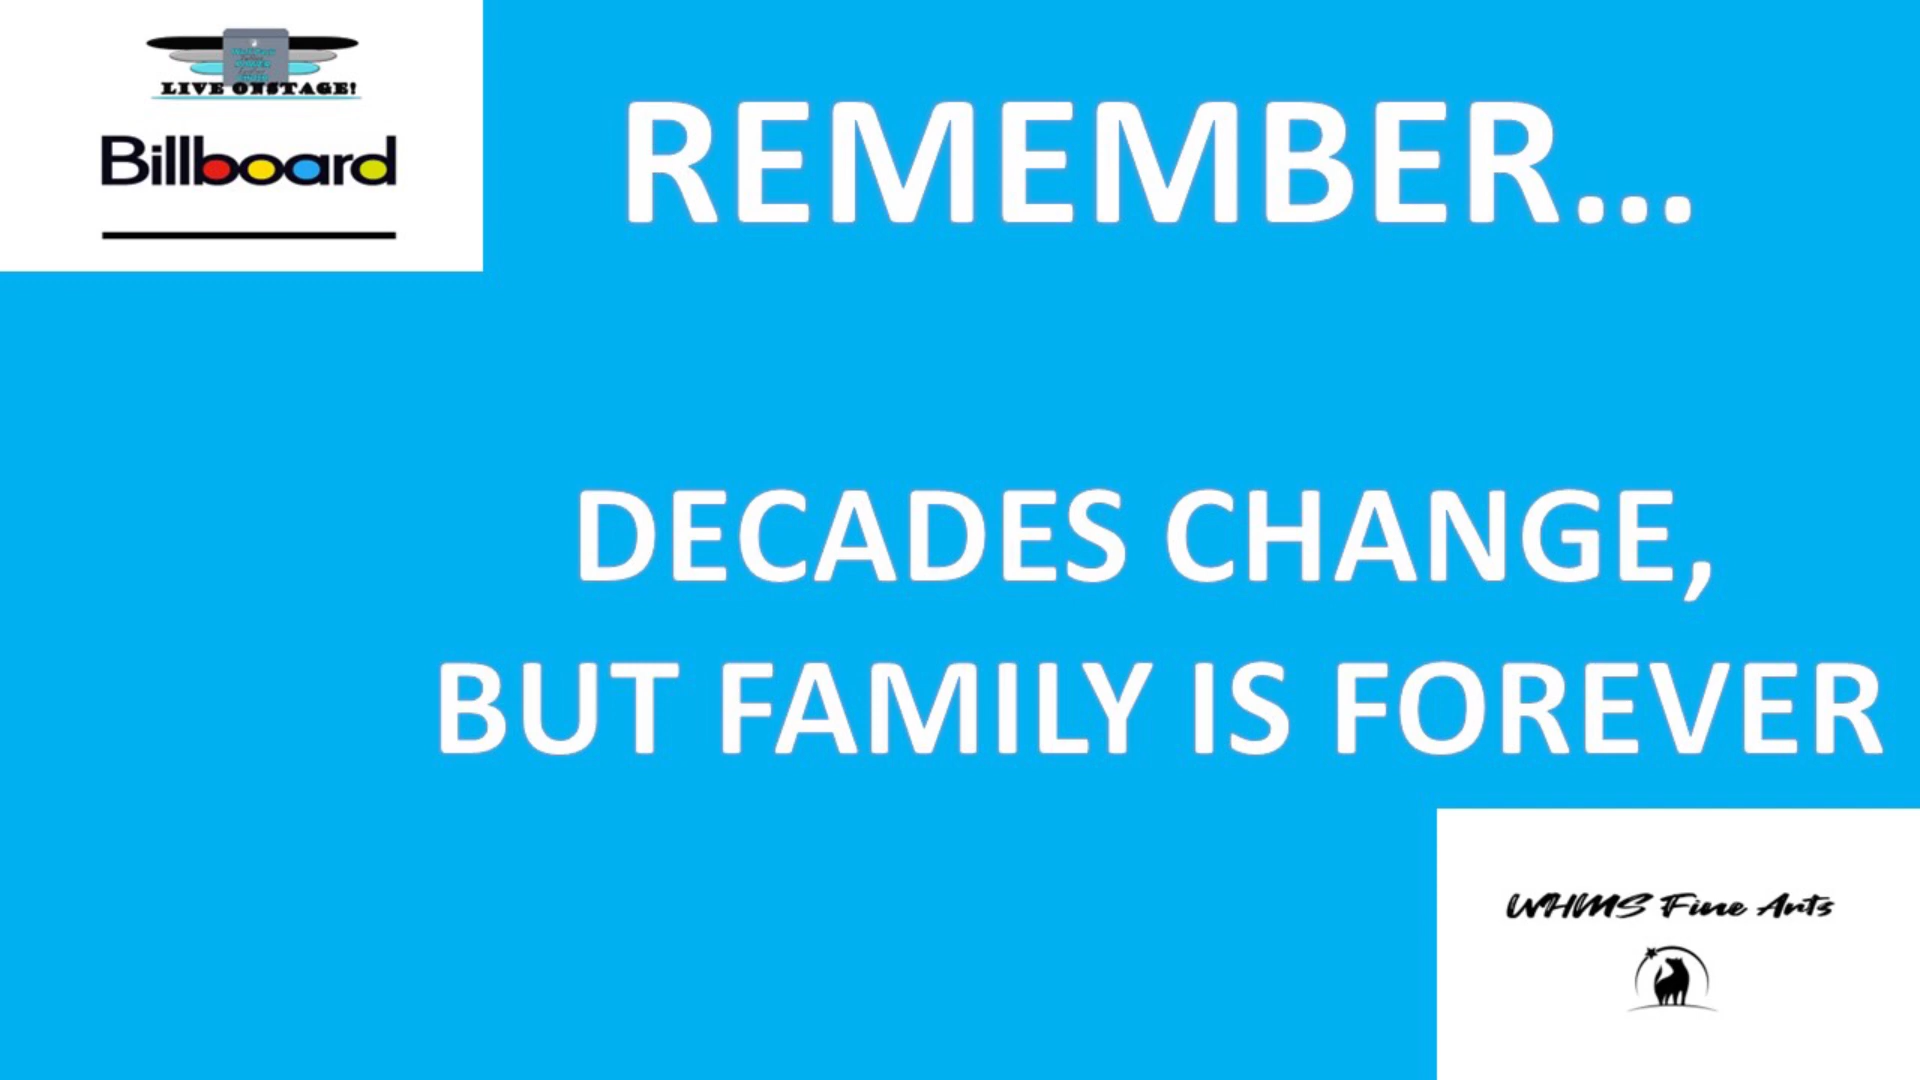 LIVE ONSTAGE!
Billboard
REMEMBER...
DECADES CHANGE,
BUT FAMILY IS FOREVER
WHMS Fine Arts